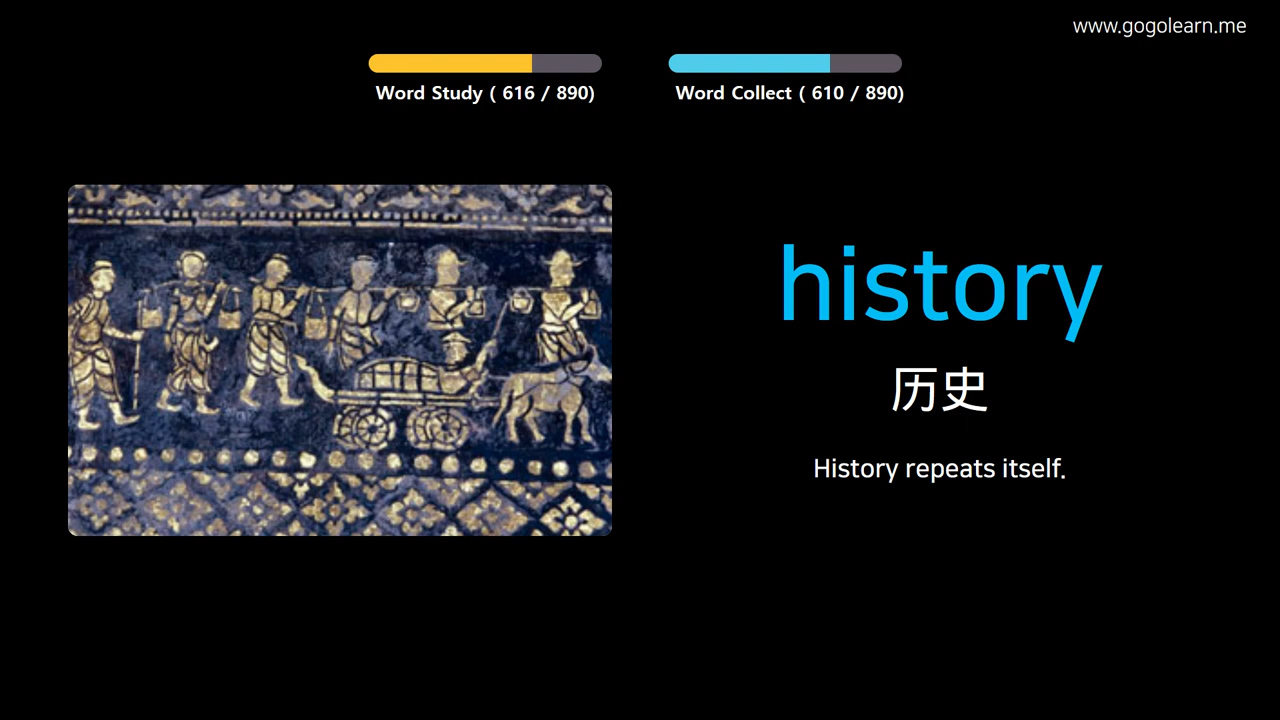 www.gogolearn.me
Word Study ( 616 / 890)
Word Collect ( 610 / 890)
history
历史
History repeats itself.